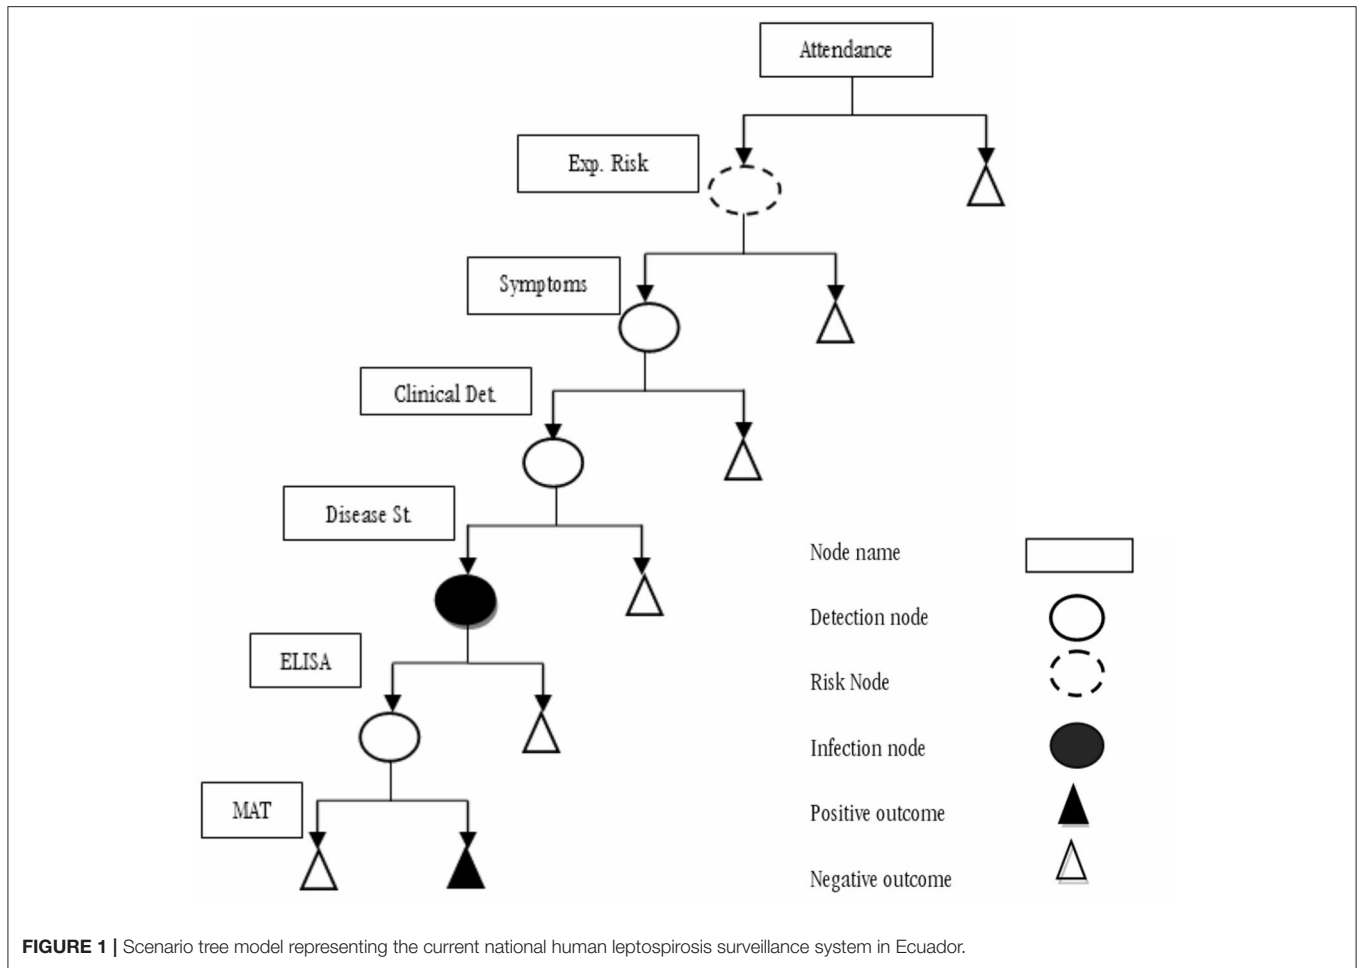 Attendance
Exp. Risk
Symptoms
Clinical Det.
Disease St.
ELISA
MAT
Node name
Detection node
Risk Node
Infection node
Positive outcome
Negative outcome
FIGURE 1 | Scenario tree model representing the current national human leptospirosis surveillance system in Ecuador.